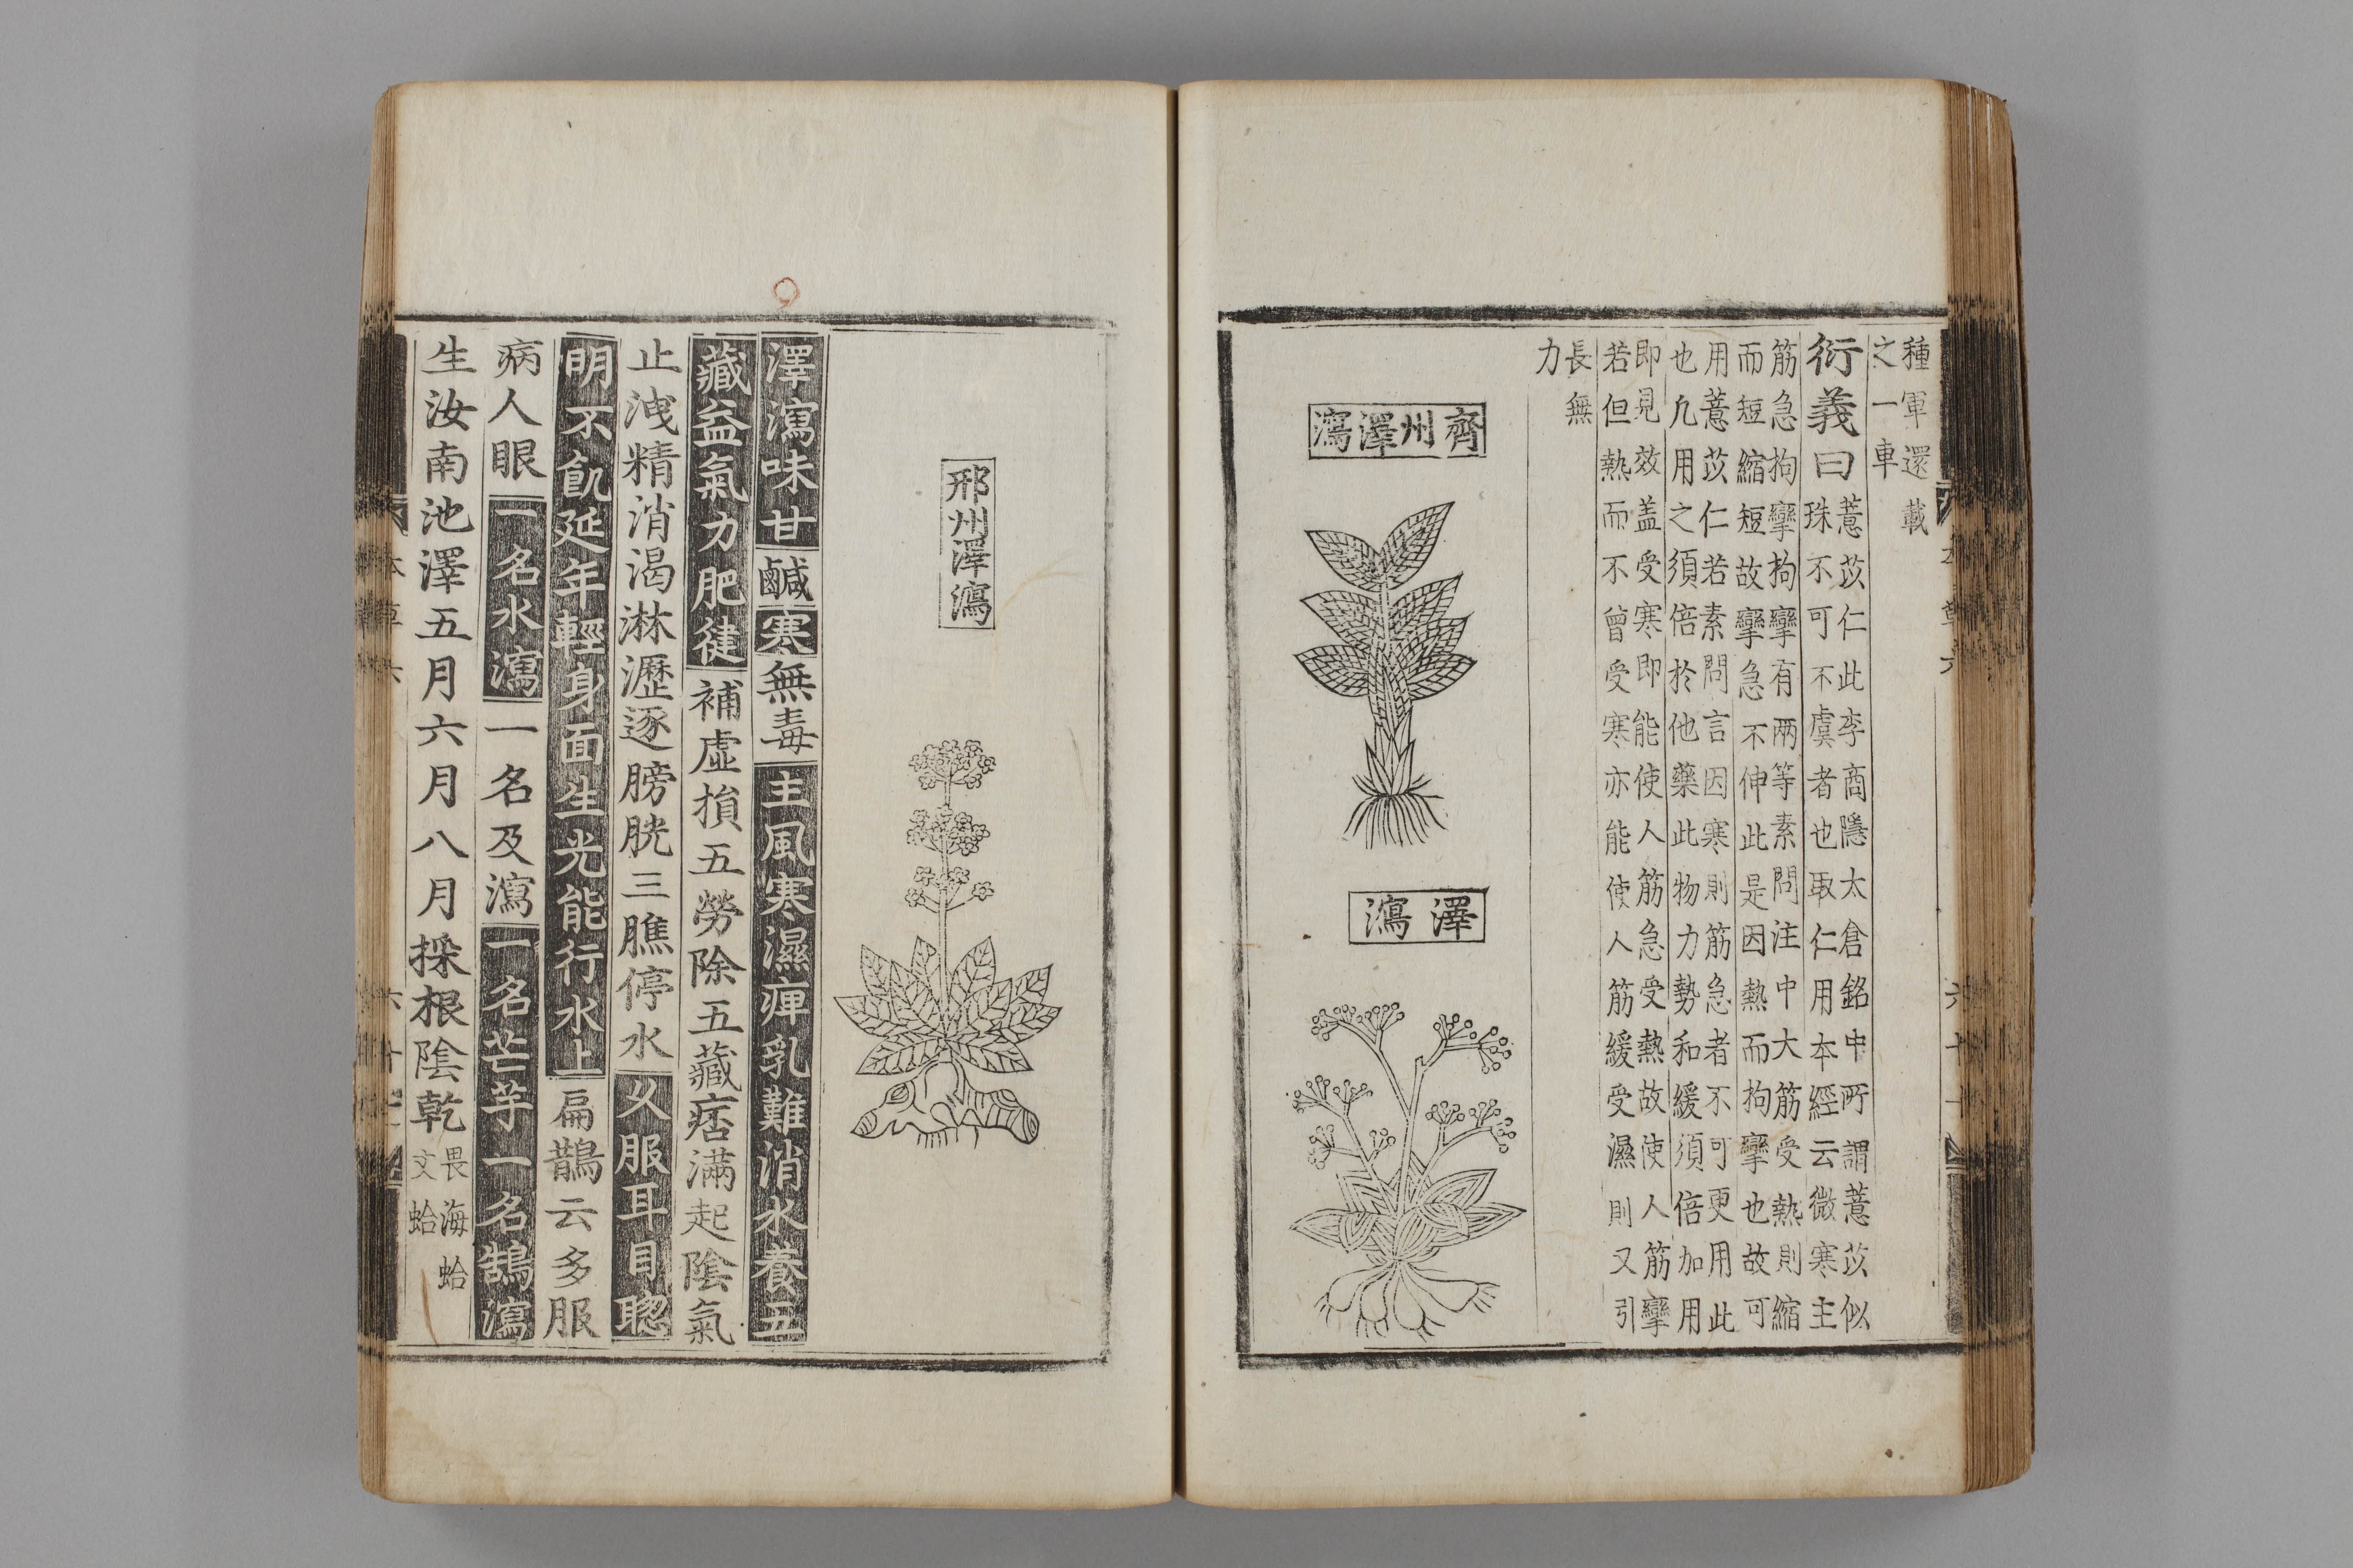 種軍還載
之一車
衍義曰薏苡仁此李商隱太倉銘中所謂薏苡似
珠不可不虞者也取仁用本經云微寒主
筋急拘攣拘攣有兩等素問注中大筋受熱則縮
而短縮短故攣急不伸此是因熱而拘攣也故可
用薏苡仁若素問言因寒則筋急者不可更用此
也凡用之須倍於他藥此物力勢和緩須倍加用
即見效盖受寒即能使人筋急受熱故使人筋攣
若但熱而不曾受寒亦能使人筋緩受濕則又引
長無
力
齊州澤瀉
澤瀉
邢州澤瀉
澤瀉味甘鹹寒無毒主風寒濕痺乳難消水養五
藏益氣力肥健補虛損五勞除五藏痞滿起陰氣
止洩精消渴淋瀝逐膀胱三膲停水久服耳目聦
明不飢延年輕身面生光能行水上扁鵲云多服
病人眼一名水瀉一名及瀉一名芒芋一名鵠瀉
生汝南池澤五月六月八月採根陰乾畏海蛤
文蛤